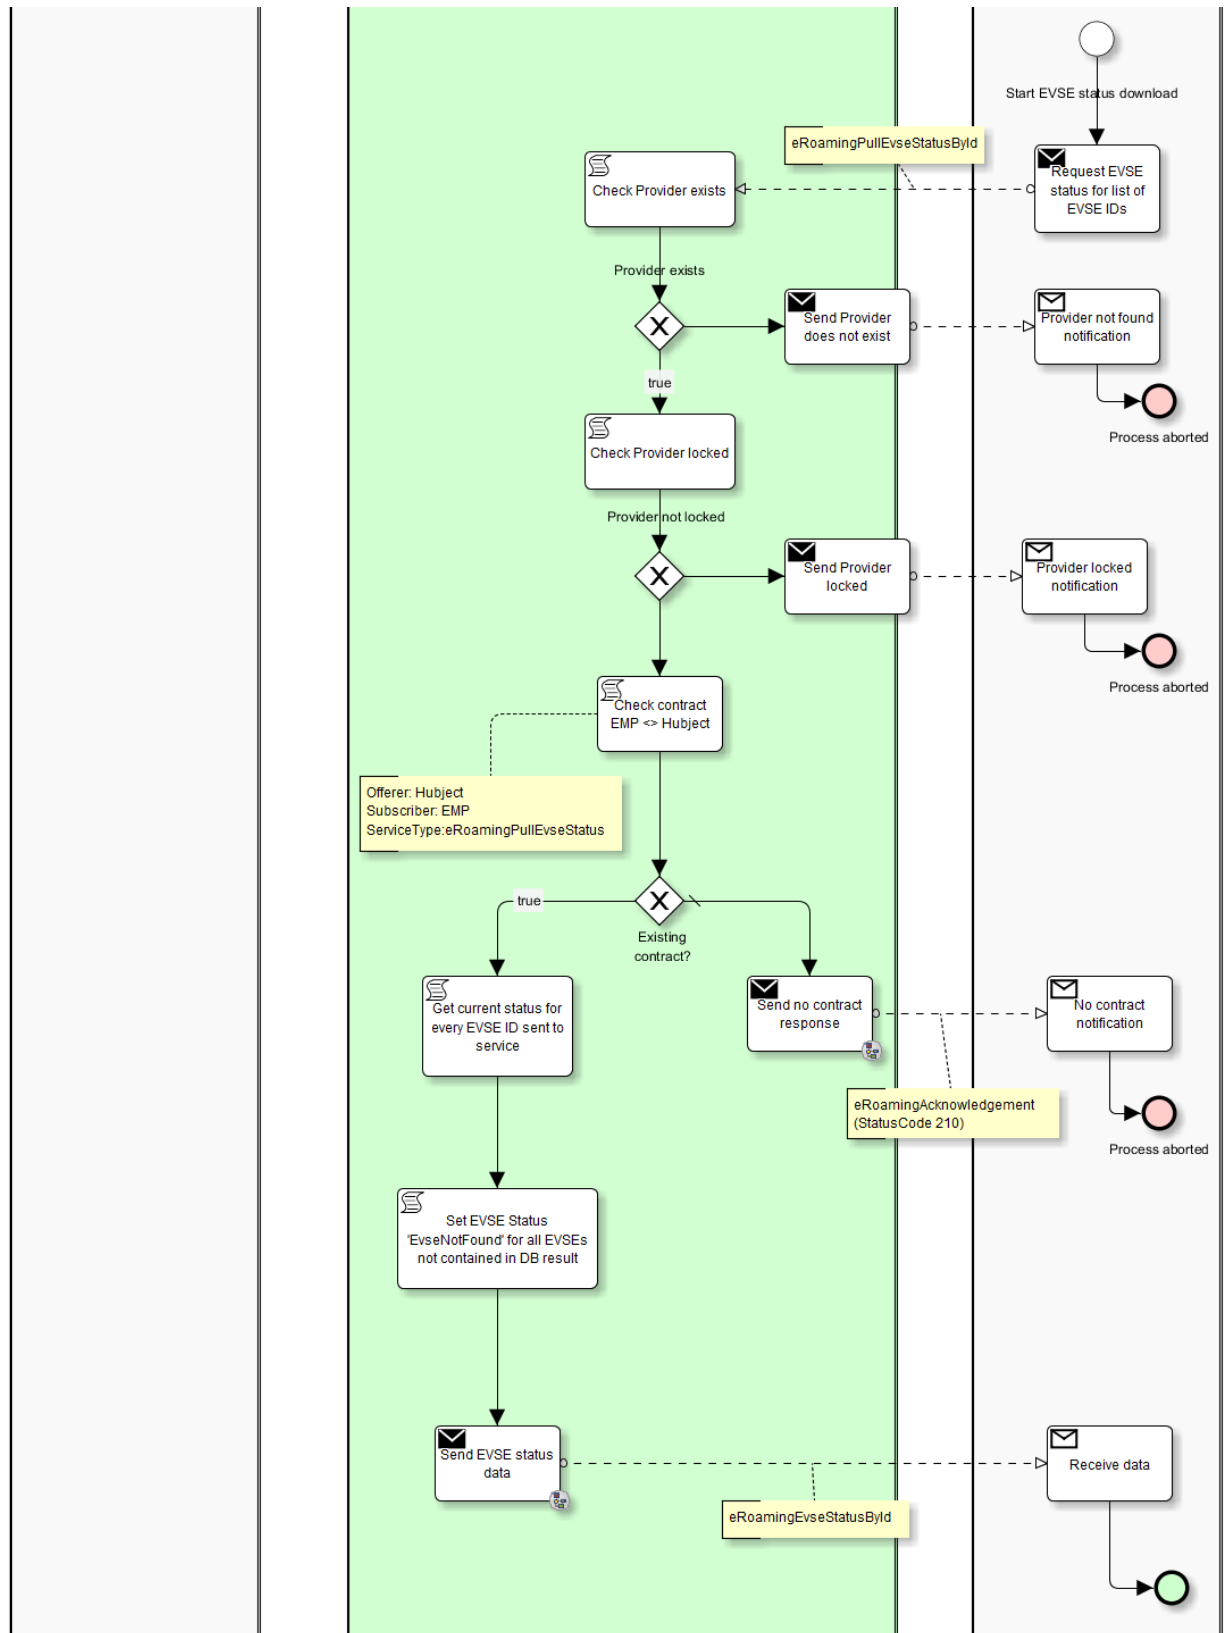 Start EVSE status download
eRoamingPullEvseStatusById
Request EVSE
status for list of
EVSE IDs
Check Provider exists
Provider exists
Send Provider
does not exist
Provider not found
notification
true
Process aborted
Check Provider locked
Provider not locked
Send Provider
locked
Provider locked
notification
Process aborted
Check contract
EMP <> Hubject
Offerer: Hubject
Subscriber: EMP
ServiceType:eRoamingPullEvseStatus
true
Existing
contract?
Get current status for
every EVSE ID sent to
service
Send no contract
response
No contract
notification
eRoamingAcknowledgement
(StatusCode 210)
Process aborted
Set EVSE Status
'EvseNotFound' for all EVSEs
not contained in DB result
Send EVSE status
data
Receive data
eRoamingEvseStatusById